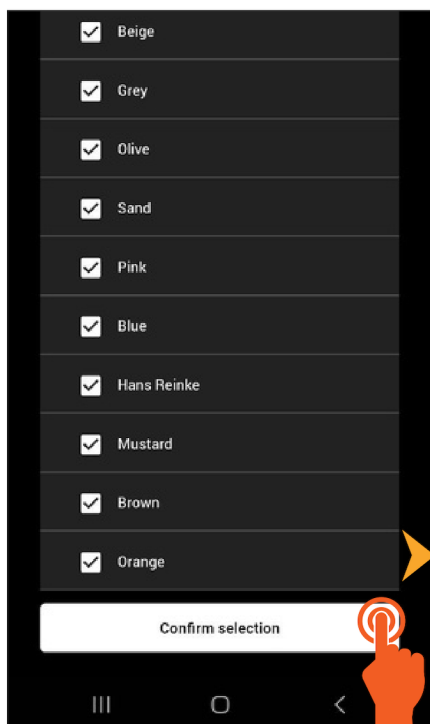 Beige
Grey
Olive
Sand
Pink
Blue
Hans Reinke
Mustard
Brown
Orange
Confirm selection